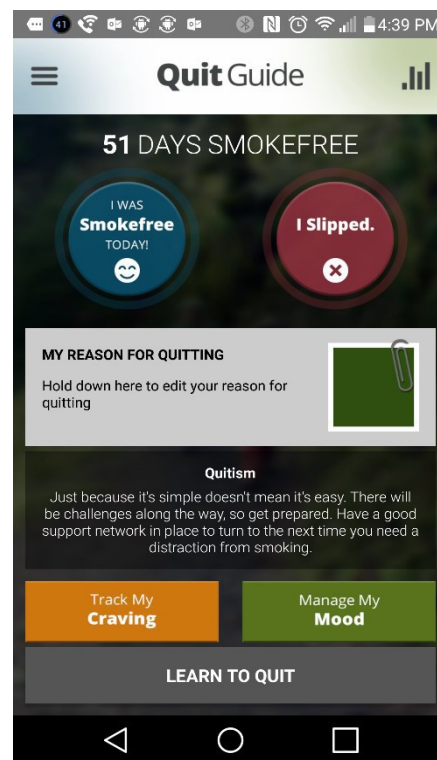 41 4:39 PM
Quit Guide
51 DAYS SMOKEFREE
I WAS
Smokefree
TODAY!
I Slipped.
MY REASON FOR QUITTING
Hold down here to edit your reason for
quitting
Quitism
Just because it's simple doesn't mean it's easy. There will
be challenges along the way, so get prepared. Have a good
support network in place to turn to the next time you need a
distraction from smoking.
Track My
Craving
Manage My
Mood
LEARN TO QUIT